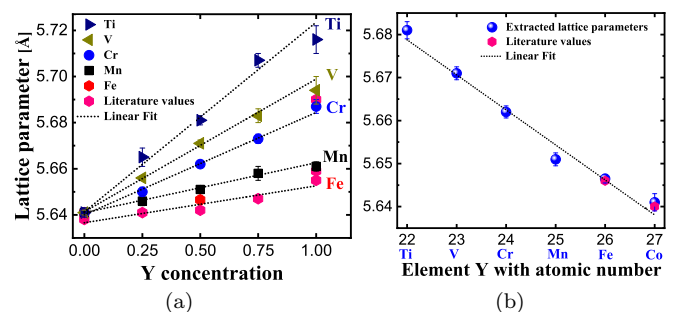 Lattice parameter [Å]
5.72
5.70
5.68
5.66
5.64
Ti
V
Cr
Mn
Fe
Literature values
Linear Fit
Ti
V
Cr
Mn
Fe
0.00 0.25 0.50 0.75 1.00
Y concentration
(a)
5.68
5.67
5.66
5.65
5.64
Extracted lattice parameters
Literature values
Linear Fit
22 23 24 25 26 27
Ti V Cr Mn Fe Co
Element Y with atomic number
(b)